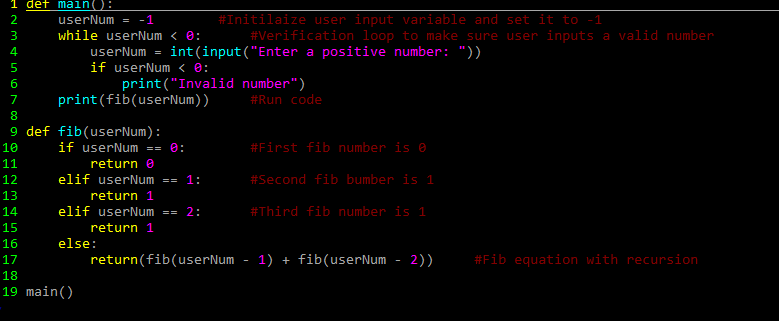 1 def main():
2     userNum = -1        #Initilaize user input variable and set it to -1
3     while userNum < 0:      #Verification loop to make sure user inputs a valid number
4         userNum = int(input("Enter a positive number: "))
5         if userNum < 0:
6             print("Invalid number")
7     print(fib(userNum))     #Run code
8
9 def fib(userNum):
10     if userNum == 0:        #First fib number is 0
11         return 0
12     elif userNum == 1:      #Second fib bumber is 1
13         return 1
14     elif userNum == 2:      #Third fib number is 1
15         return 1
16     else:
17         return(fib(userNum - 1) + fib(userNum - 2))     #Fib equation with recursion
18
19 main()